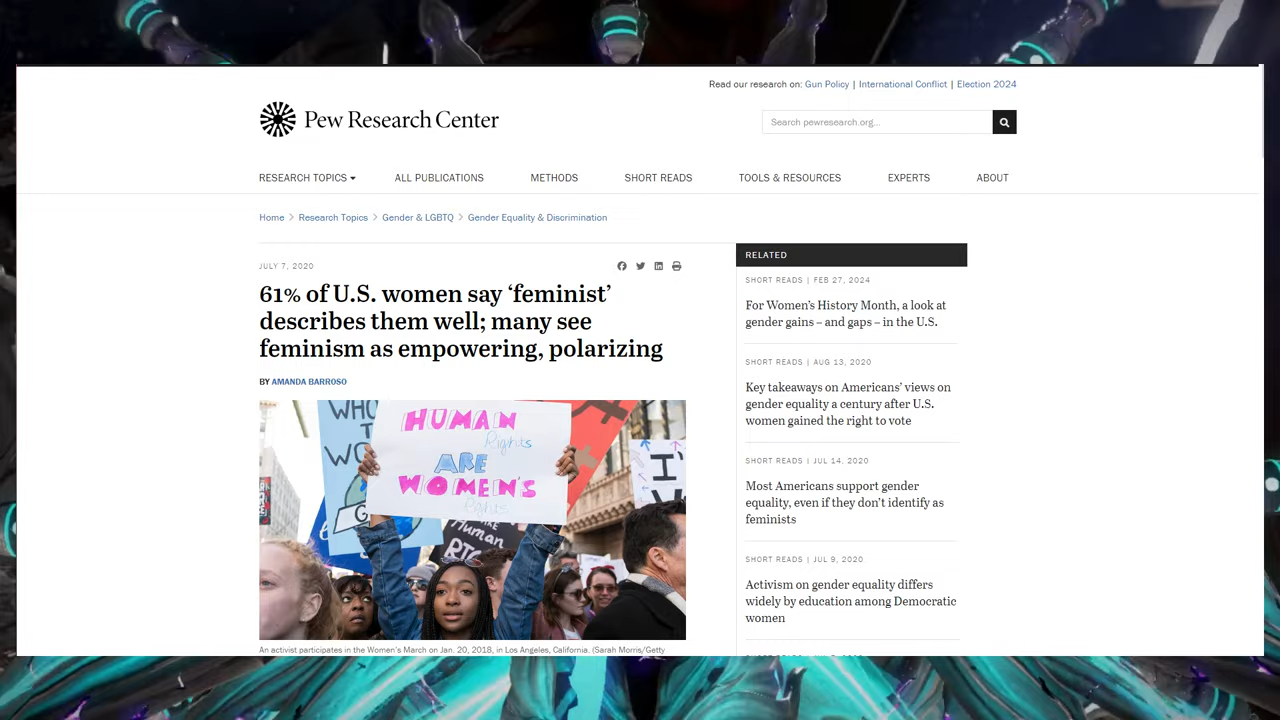 Read our research on: Gun Policy | International Conflict | Election 2024
Pew Research Center
Search pewresearch.org...
RESEARCH TOPICS
ALL PUBLICATIONS
METHODS
SHORT READS
TOOLS & RESOURCES
EXPERTS
ABOUT
Home > Research Topics > Gender & LGBTQ > Gender Equality & Discrimination
JULY 7, 2020
61% of U.S. women say ‘feminist’
describes them well; many see
feminism as empowering, polarizing
BY AMANDA BARROSO
WHO
HUMAN
Rights
ARE
WOMEN'S
Rights
Human
An activist participates in the Women’s March on Jan. 20, 2018, in Los Angeles, California. (Sarah Morris/Getty
RELATED
SHORT READS | FEB 27, 2024
For Women’s History Month, a look at
gender gains – and gaps – in the U.S.
SHORT READS | AUG 13, 2020
Key takeaways on Americans’ views on
gender equality a century after U.S.
women gained the right to vote
SHORT READS | JUL 14, 2020
Most Americans support gender
equality, even if they don’t identify as
feminists
SHORT READS | JUL 9, 2020
Activism on gender equality differs
widely by education among Democratic
women